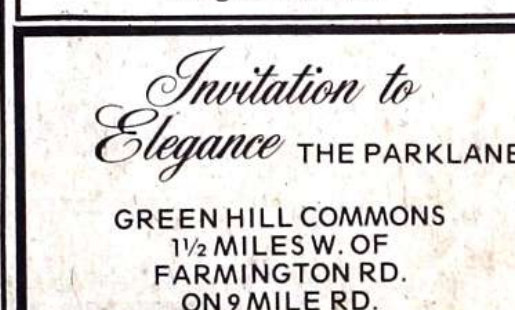 Invitation to
Elegance THE PARKLANE
GREEN HILL COMMONS
1½ MILES W. OF
FARMINGTON RD.
ON 9 MILE RD.